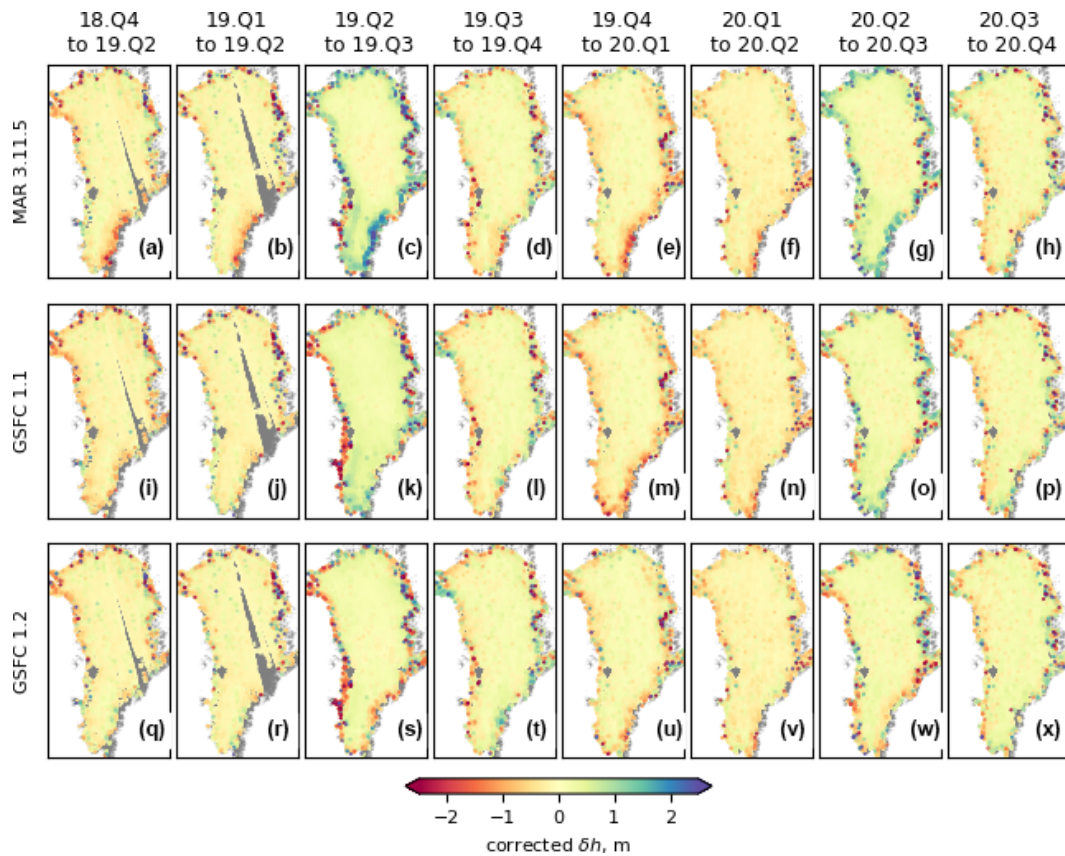 18.Q4 to 19.Q2
19.Q1 to 19.Q2
19.Q2 to 19.Q3
19.Q3 to 19.Q4
19.Q4 to 20.Q1
20.Q1 to 20.Q2
20.Q2 to 20.Q3
20.Q3 to 20.Q4
MAR 3.11.5
(a) (b) (c) (d) (e) (f) (g) (h)
GSFC 1.1
(i) (j) (k) (l) (m) (n) (o) (p)
GSFC 1.2
(q) (r) (s) (t) (u) (v) (w) (x)
−2 −1 0 1 2
corrected δh, m